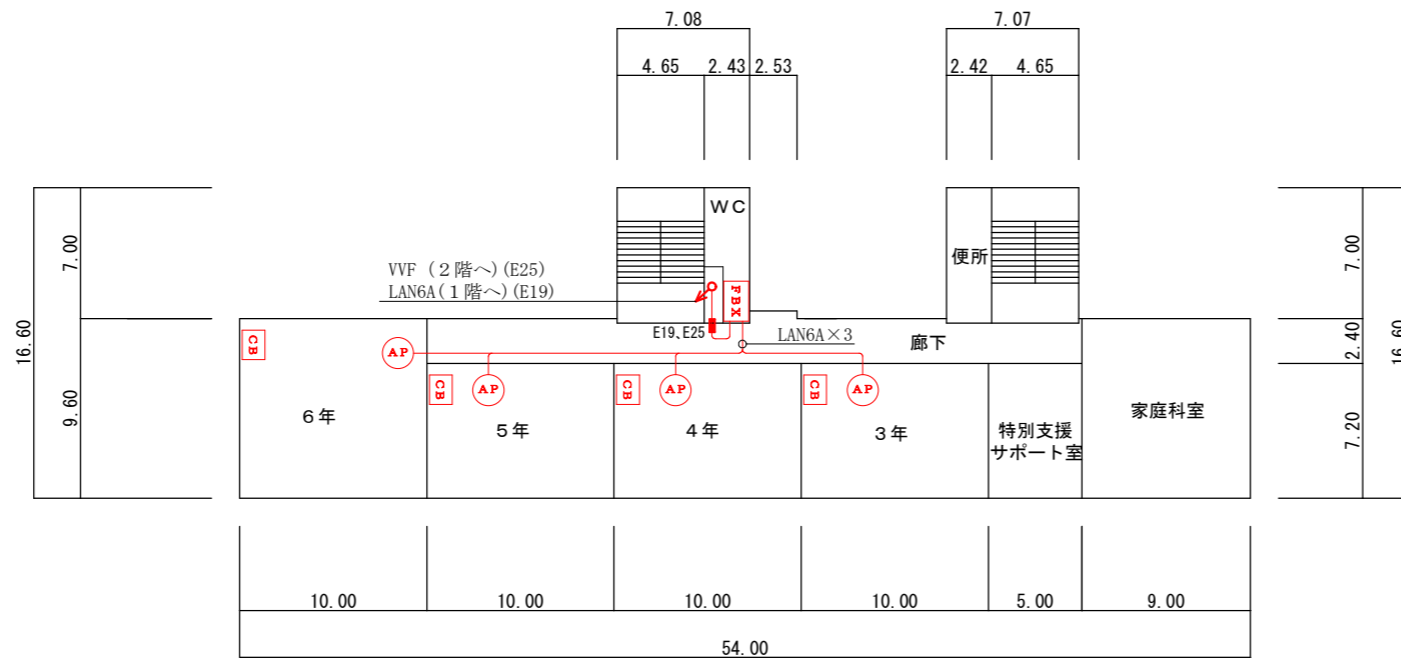 7.08
7.07
4.65
2.43
2.53
2.42
4.65
WC
便所
7.00
7.00
VVF (2階へ)(E25)
LAN6A(1階へ)(E19)
FBX
E19、E25
LAN6A×3
廊下
16.60
2.40
16.60
CB
AP
CB
AP
CB
AP
CB
AP
9.60
6年
5年
4年
3年
特別支援
サポート室
家庭科室
7.20
10.00
10.00
10.00
10.00
5.00
9.00
54.00